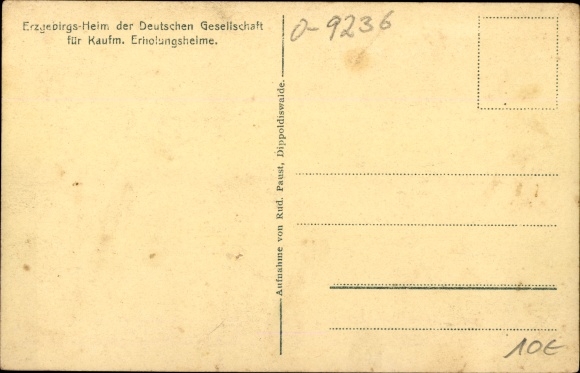 Erzgebirgs-Heim der Deutschen Gesellschaft
für Kaufm. Erholungsheime.
Aufnahme von Rud. Paust, Dippoldiswalde.
O-9236
10€